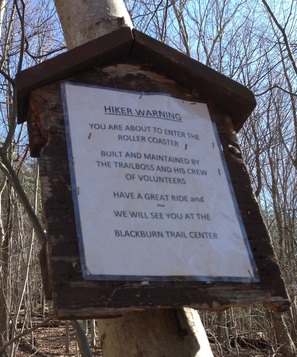 HIKER WARNING
YOU ARE ABOUT TO ENTER THE
ROLLER COASTER
BUILT AND MAINTAINED BY
THE TRAILBOSS AND HIS CREW
OF VOLUNTEERS
HAVE A GREAT RIDE and
WE WILL SEE YOU AT THE
BLACKBURN TRAIL CENTER